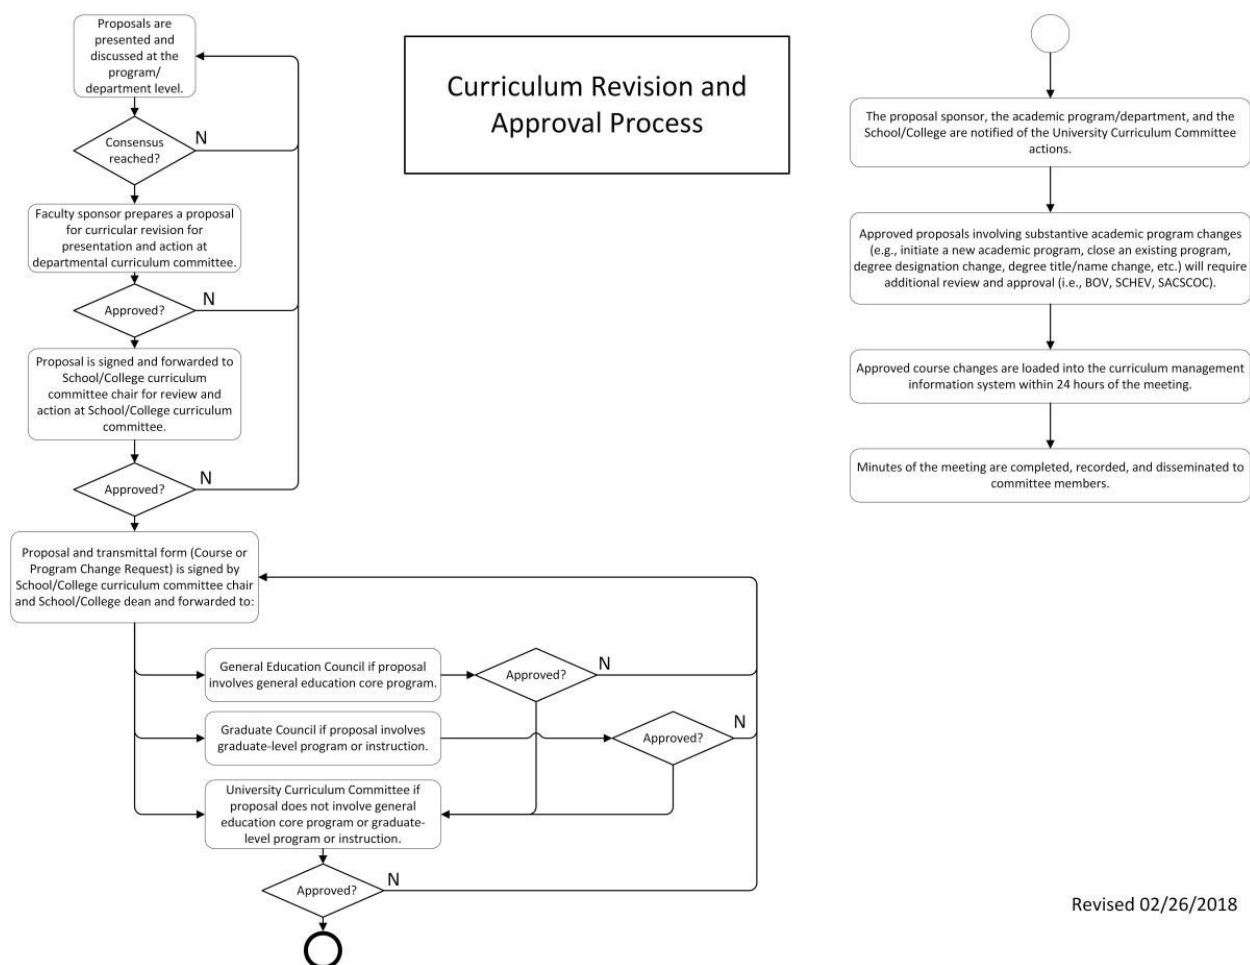 Proposals are
presented and
discussed at the
program/
department level.
Consensus
reached?
N
Faculty sponsor prepares a proposal
for curricular revision for
presentation and action at
departmental curriculum committee.
Approved?
N
Proposal is signed and forwarded to
School/College curriculum
committee chair for review and
action at School/College curriculum
committee.
Approved?
N
Proposal and transmittal form (Course or
Program Change Request) is signed by
School/College curriculum committee chair
and School/College dean and forwarded to:
General Education Council if proposal
involves general education core program.
Approved?
N
Graduate Council if proposal involves
graduate-level program or instruction.
Approved?
N
University Curriculum Committee if
proposal does not involve general
education core program or graduate-
level program or instruction.
Approved?
N
Curriculum Revision and
Approval Process
The proposal sponsor, the academic program/department, and the
School/College are notified of the University Curriculum Committee
actions.
Approved proposals involving substantive academic program changes
(e.g., initiate a new academic program, close an existing program,
degree designation change, degree title/name change, etc.) will require
additional review and approval (i.e., BOV, SCHEV, SACSCOC).
Approved course changes are loaded into the curriculum management
information system within 24 hours of the meeting.
Minutes of the meeting are completed, recorded, and disseminated to
committee members.
Revised 02/26/2018